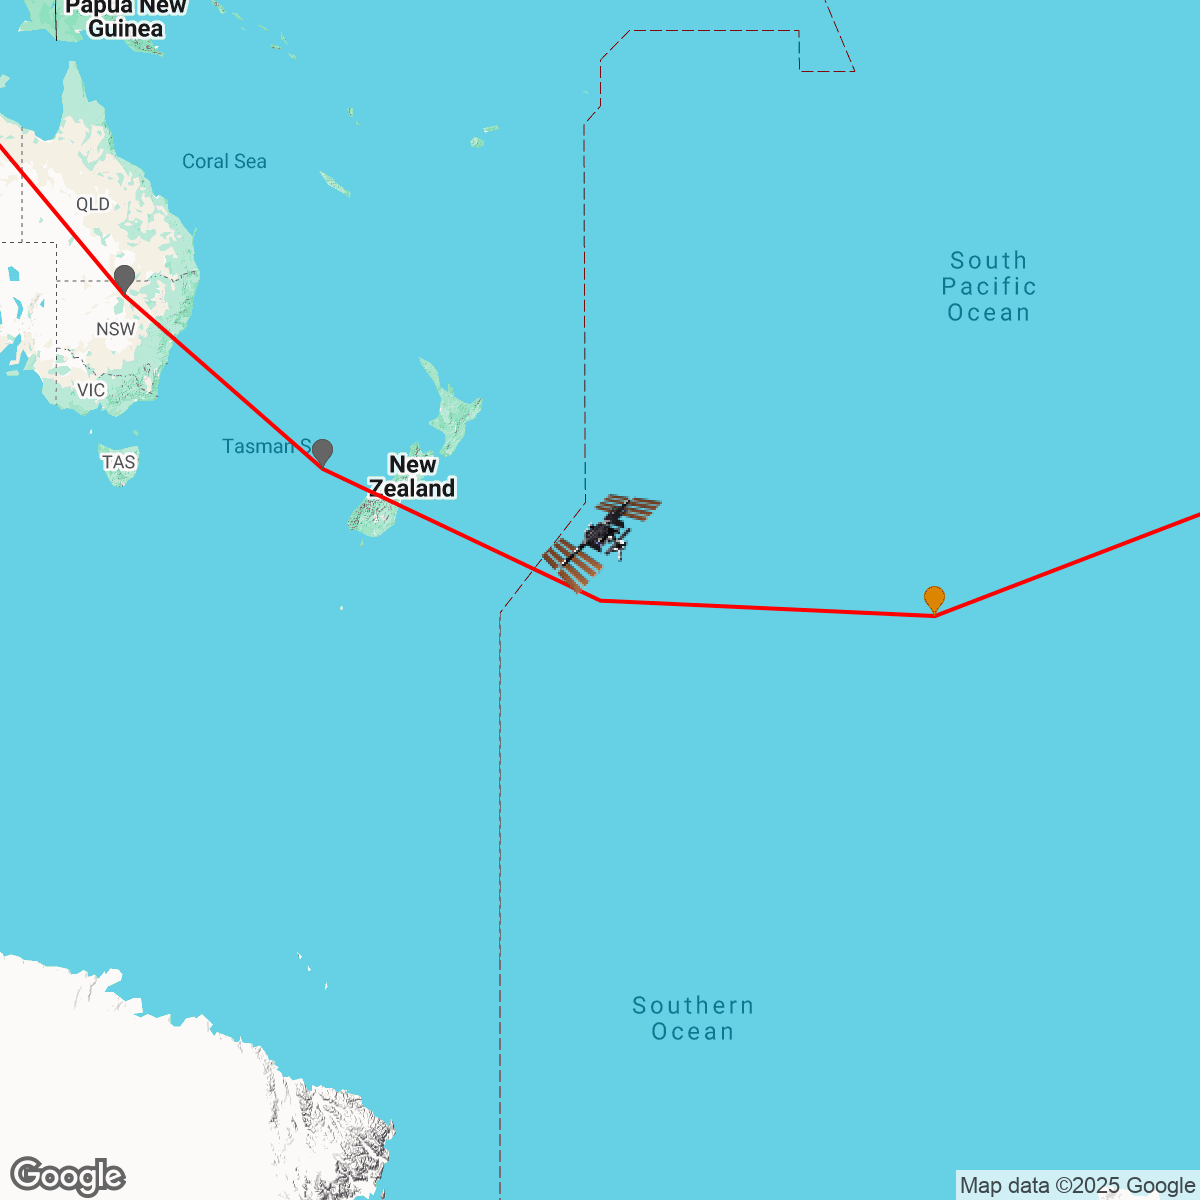 Papua New
Guinea
Coral Sea
QLD
South
Pacific
Ocean
NSW
VIC
Tasman S
TAS
New
Zealand
Southern
Ocean
Google
Map data ©2025 Google